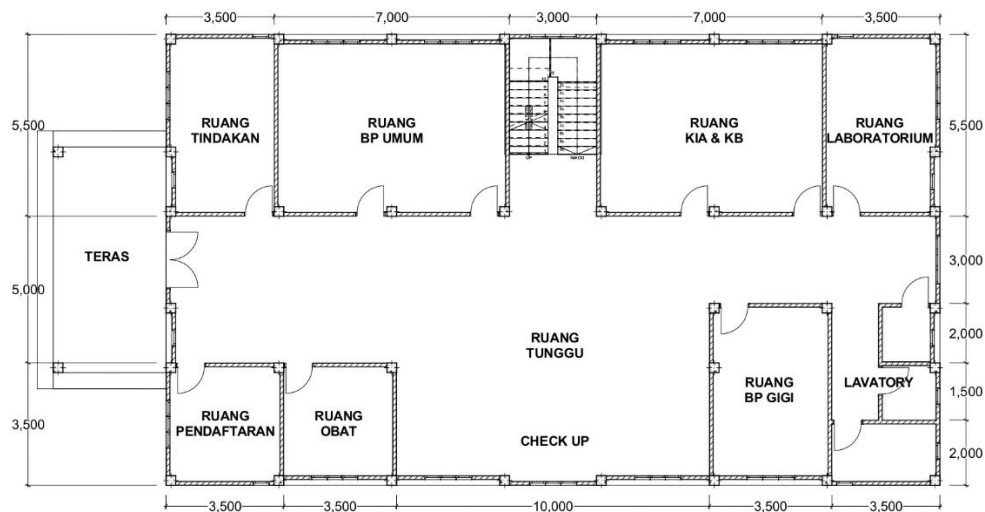 3,500 7,000 3,000 7,000 3,500
5,500
RUANG
TINDAKAN
RUANG
BP UMUM
RUANG
KIA & KB
RUANG
LABORATORIUM
5,500
UP
DOWN
TERAS
3,000
5,000
RUANG
TUNGGU
2,000
RUANG
BP GIGI
LAVATORY
1,500
3,500
RUANG
PENDAFTARAN
RUANG
OBAT
CHECK UP
2,000
3,500 3,500 10,000 3,500 3,500